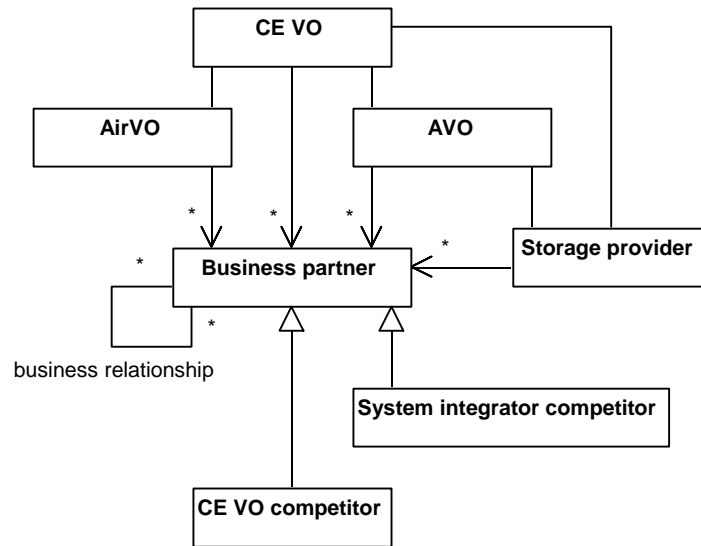 CE VO
AirVO
AVO
*
*
*
Storage provider
*
Business partner
*
*
business relationship
System integrator competitor
CE VO competitor